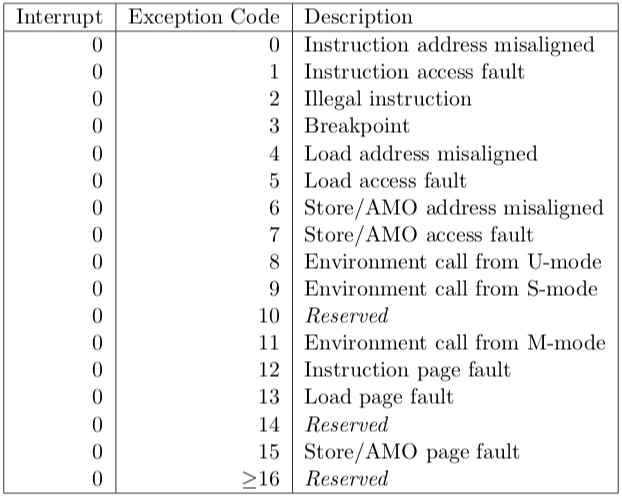 Interrupt Exception Code Description
0 0 Instruction address misaligned
0 1 Instruction access fault
0 2 Illegal instruction
0 3 Breakpoint
0 4 Load address misaligned
0 5 Load access fault
0 6 Store/AMO address misaligned
0 7 Store/AMO access fault
0 8 Environment call from U-mode
0 9 Environment call from S-mode
0 10 Reserved
0 11 Environment call from M-mode
0 12 Instruction page fault
0 13 Load page fault
0 14 Reserved
0 15 Store/AMO page fault
0 ≥16 Reserved